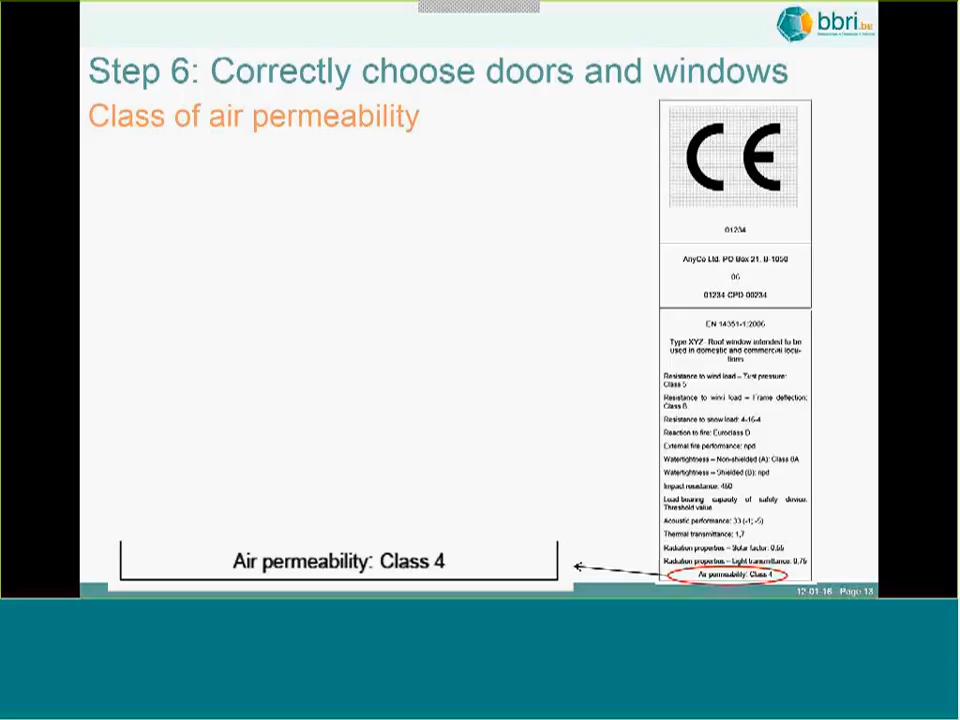 bbri.be
Step 6: Correctly choose doors and windows
Class of air permeability
CE
01234
AnyCo Ltd. PO Box 21, B-1050
06
01234 CPD 00234
EN 14351-1:2006
Type XYZ Roof window intended to be
used in domestic and commercial loca-
tions
Resistance to wind load – Test pressure:
Class 5
Resistance to wind load – Frame deflection:
Class B
Resistance to snow load: 4-16-4
Reaction to fire: Euroclass D
External fire performance: npd
Watertightness – Non-shielded (A): Class 8A
Watertightness – Shielded (B): npd
Impact resistance: 450
Load-bearing capacity of safety device:
Threshold value
Acoustic performance: 33 (-1; -5)
Thermal transmittance: 1,7
Radiation properties – Solar factor: 0.55
Radiation properties – Light transmittance: 0,75
Air permeability: Class 4
Air permeability: Class 4
12-01-16 Page 13